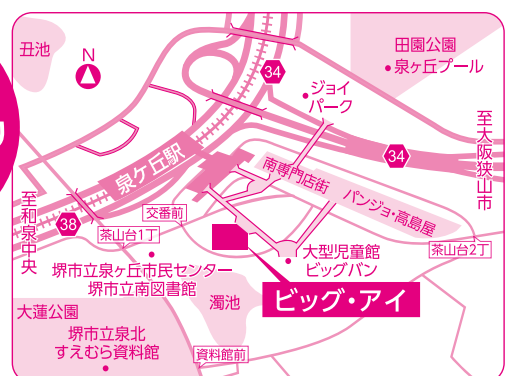 丑池
N
34
田園公園
泉ヶ丘プール
ジョイ
パーク
至大阪狭山市
34
泉ケ丘駅
南専門店街
パンジョ・高島屋
至和泉中央
38
交番前
茶山台1丁
茶山台2丁
大型児童館
ビッグバン
堺市立泉ヶ丘市民センター
堺市立南図書館
濁池
ビッグ・アイ
大蓮公園
堺市立泉北
すえむら資料館
資料館前